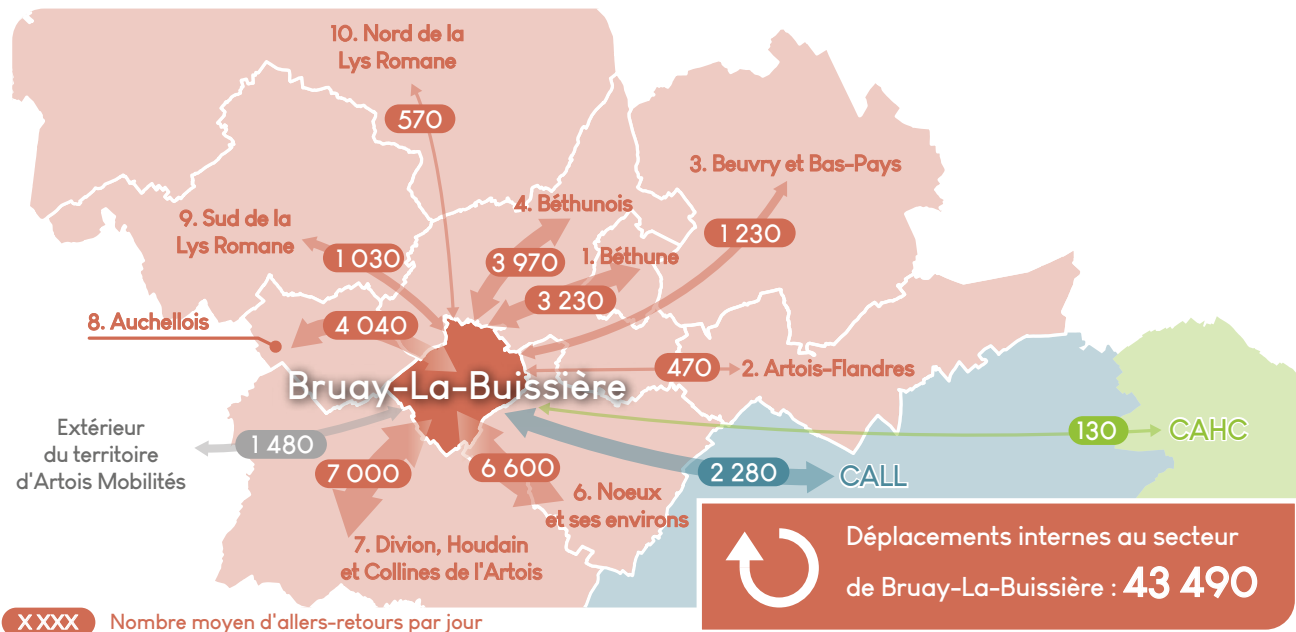 10. Nord de la
Lys Romane
570
3. Beuvry et Bas-Pays
4. Béthunois
9. Sud de la
Lys Romane
1 230
1 030
3 970
1. Béthune
3 230
8. Auchellois
4 040
470
2. Artois-Flandres
Bruay-La-Buissière
Extérieur
du territoire
d'Artois Mobilités
1 480
130
CAHC
7 000
6 600
2 280
CALL
6. Noeux
et ses environs
7. Divion, Houdain
et Collines de l'Artois
Déplacements internes au secteur
de Bruay-La-Buissière : 43 490
X XXX Nombre moyen d'allers-retours par jour